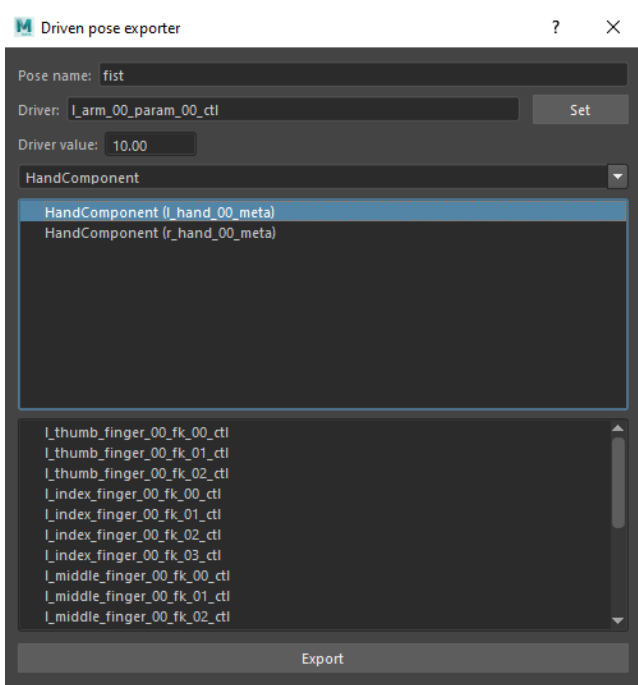 M Driven pose exporter ? ×
Pose name: fist
Driver: l_arm_00_param_00_ctl Set
Driver value: 10.00
HandComponent
HandComponent (l_hand_00_meta)
HandComponent (r_hand_00_meta)
l_thumb_finger_00_fk_00_ctl
l_thumb_finger_00_fk_01_ctl
l_thumb_finger_00_fk_02_ctl
l_index_finger_00_fk_00_ctl
l_index_finger_00_fk_01_ctl
l_index_finger_00_fk_02_ctl
l_index_finger_00_fk_03_ctl
l_middle_finger_00_fk_00_ctl
l_middle_finger_00_fk_01_ctl
l_middle_finger_00_fk_02_ctl
Export